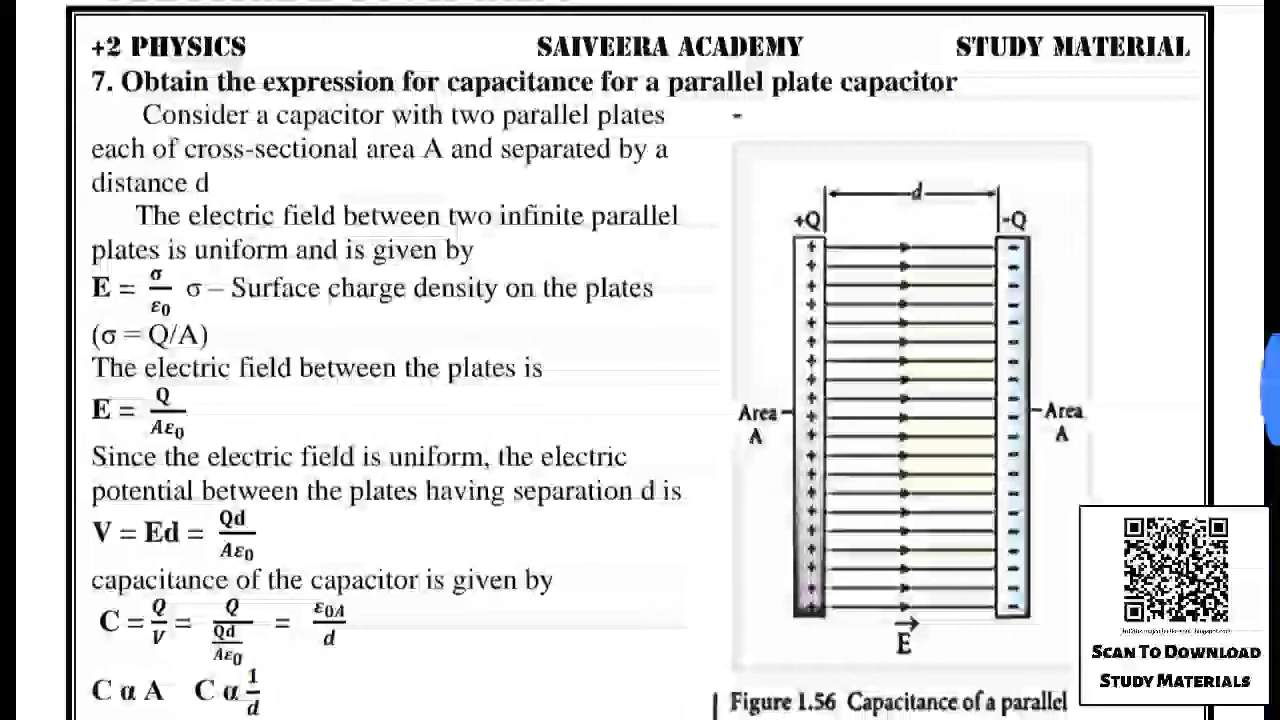 +2 PHYSICS SAIVEERA ACADEMY STUDY MATERIAL
7. Obtain the expression for capacitance for a parallel plate capacitor
Consider a capacitor with two parallel plates
each of cross-sectional area A and separated by a
distance d
The electric field between two infinite parallel
plates is uniform and is given by
E = σ/ε₀ σ – Surface charge density on the plates
(σ = Q/A)
The electric field between the plates is
E = Q/Aε₀
Since the electric field is uniform, the electric
potential between the plates having separation d is
V = Ed = Qd/Aε₀
capacitance of the capacitor is given by
C = Q/V = Q/(Qd/Aε₀) = ε₀A/d
C α A C α 1/d
d
+Q -Q
Area A
Area A
E
Figure 1.56 Capacitance of a parallel
SCAN TO DOWNLOAD
STUDY MATERIALS